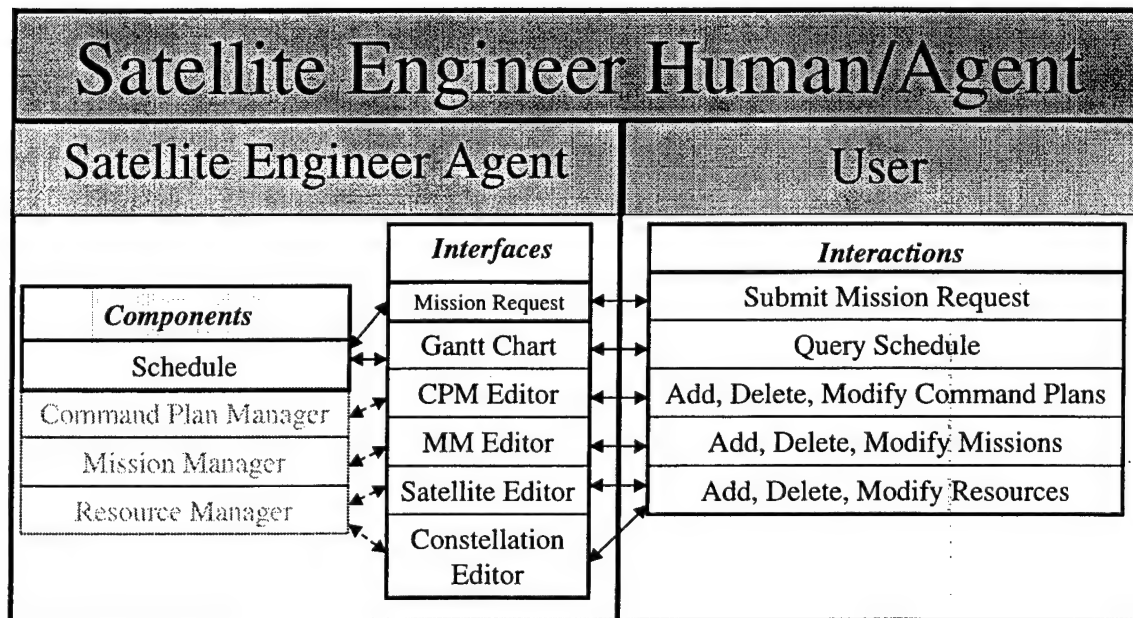 Satellite Engineer Human/Agent
Satellite Engineer Agent
User
Components
Schedule
Command Plan Manager
Mission Manager
Resource Manager
Interfaces
Mission Request
Gantt Chart
CPM Editor
MM Editor
Satellite Editor
Constellation
Editor
Interactions
Submit Mission Request
Query Schedule
Add, Delete, Modify Command Plans
Add, Delete, Modify Missions
Add, Delete, Modify Resources